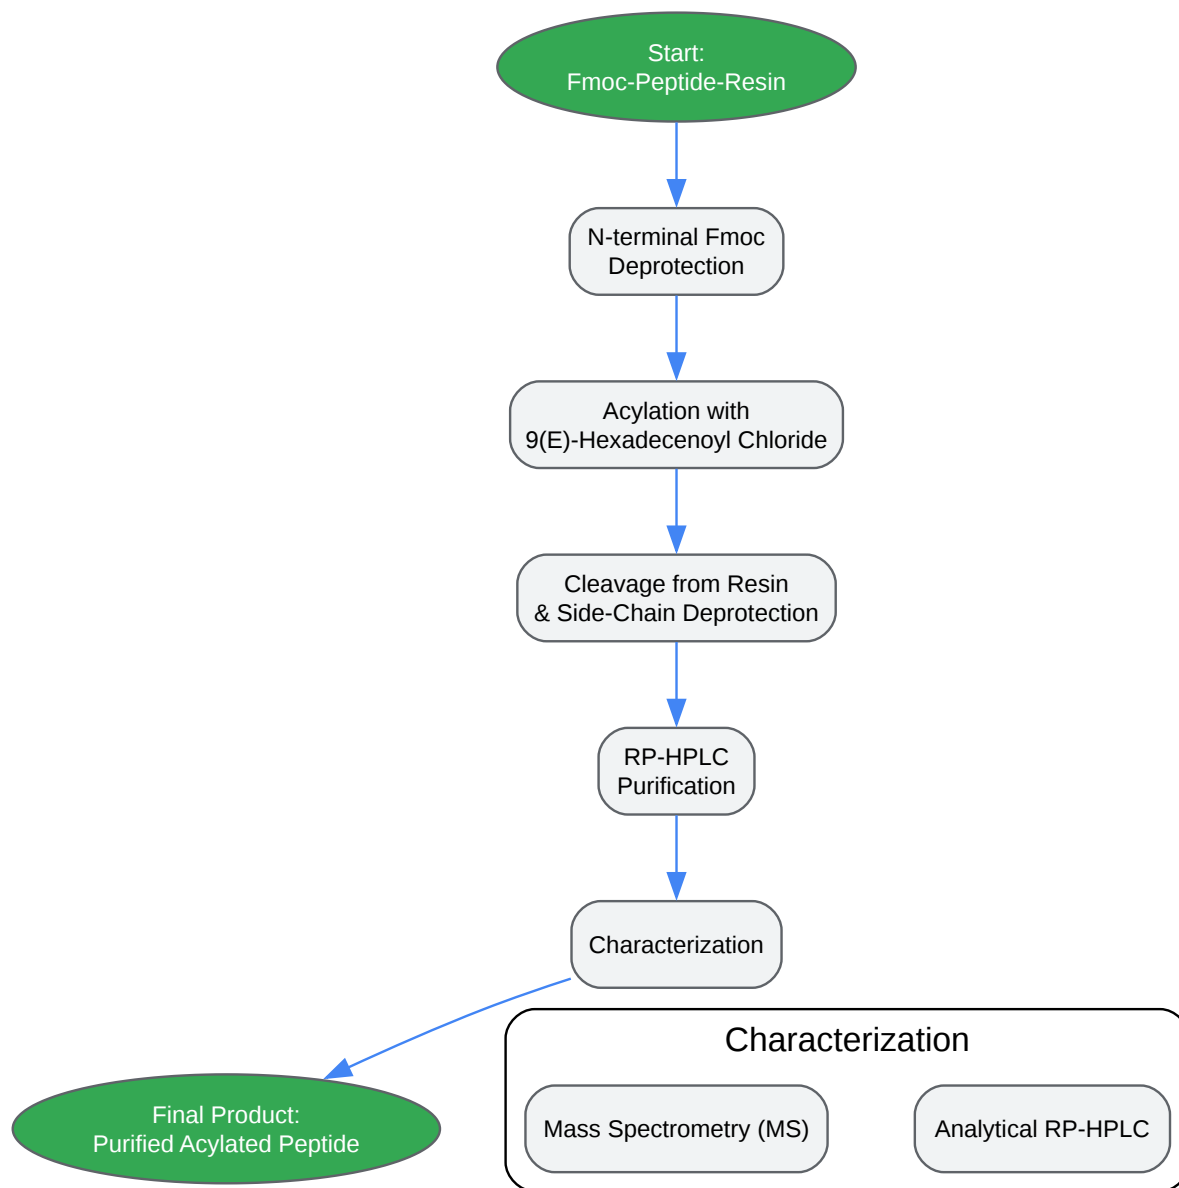 Start:
Fmoc-Peptide-Resin
N-terminal Fmoc
Deprotection
Acylation with
9(E)-Hexadecenoyl Chloride
Cleavage from Resin
& Side-Chain Deprotection
RP-HPLC
Purification
Characterization
Characterization
Final Product:
Purified Acylated Peptide
Mass Spectrometry (MS)
Analytical RP-HPLC